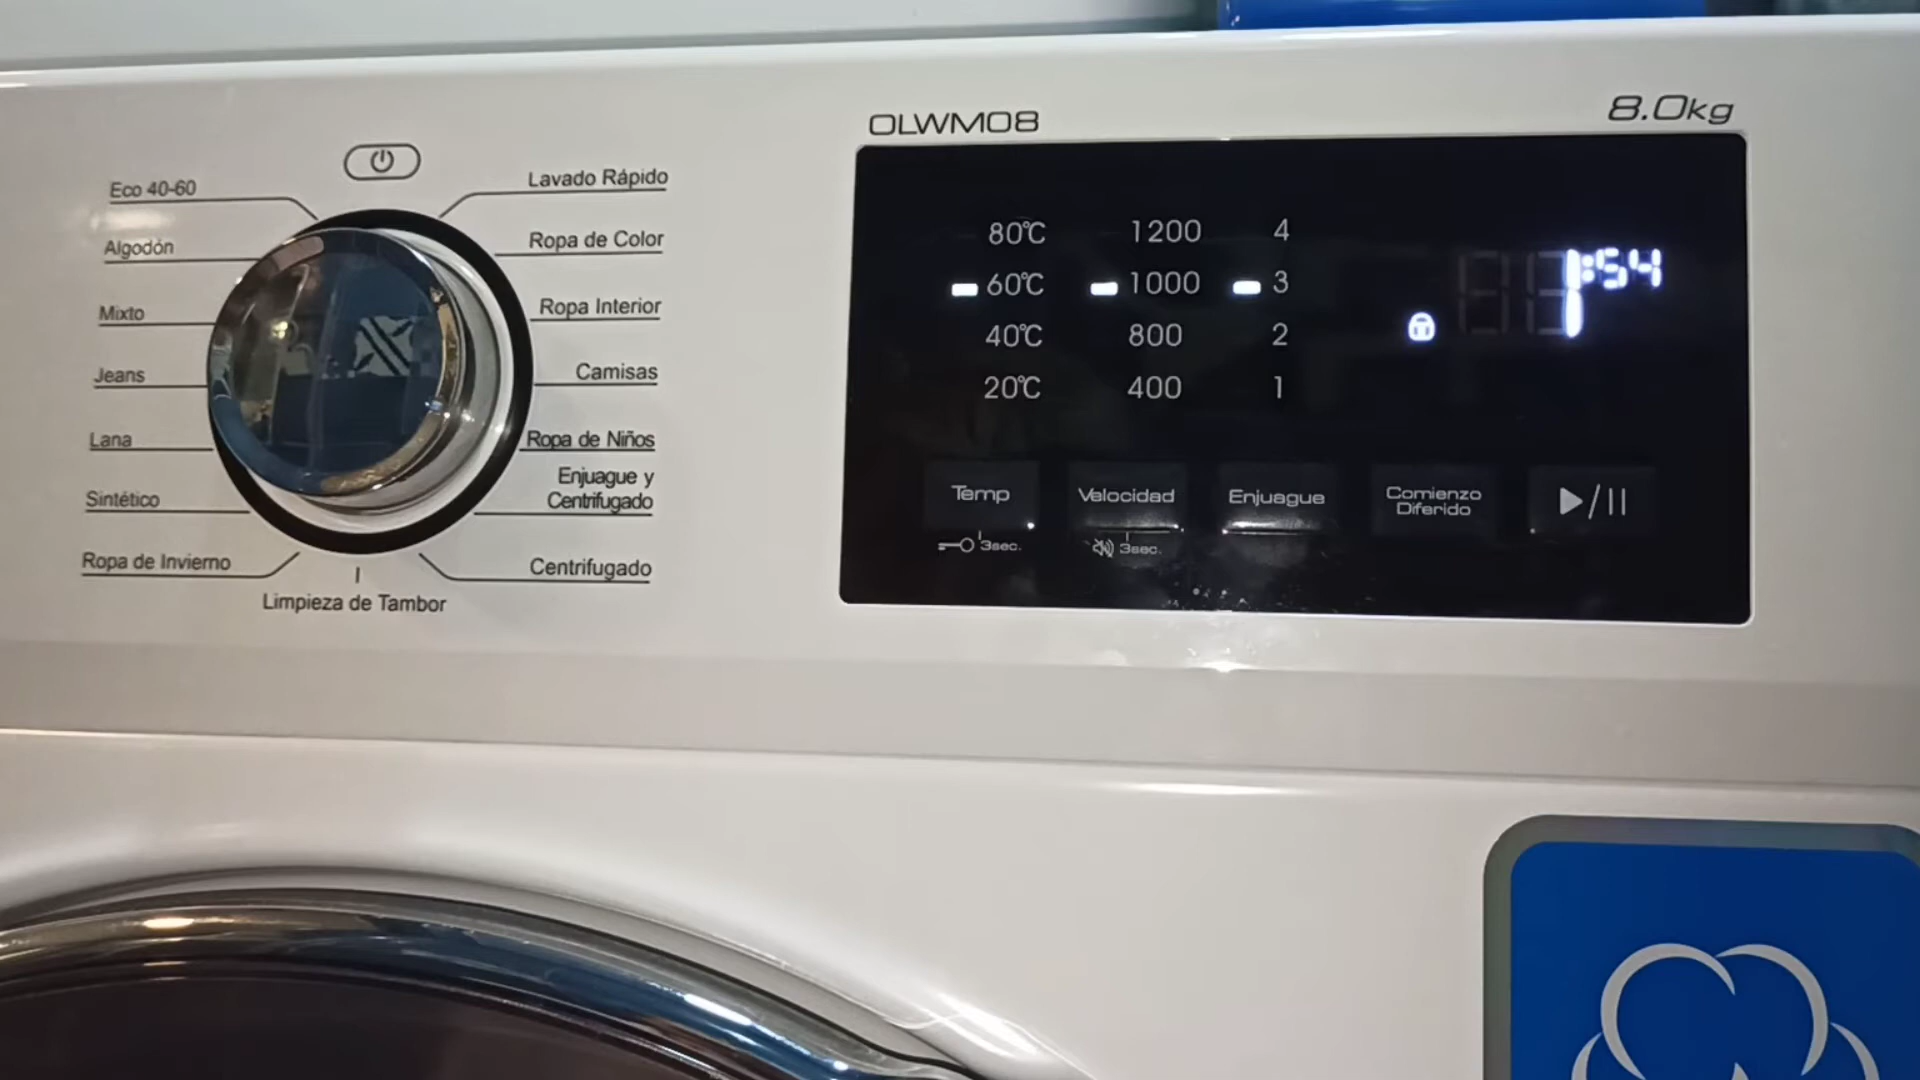 OLWM08
8.0kg
Eco 40-60
Algodón
Mixto
Jeans
Lana
Sintético
Ropa de Invierno
Limpieza de Tambor
Lavado Rápido
Ropa de Color
Ropa Interior
Camisas
Ropa de Niños
Enjuague y
Centrifugado
Centrifugado
80℃ 1200 4
60℃ 1000 3
40℃ 800 2
20℃ 400 1
1:54
Temp Velocidad Enjuague Comienzo
Diferido
3sec. 3sec.